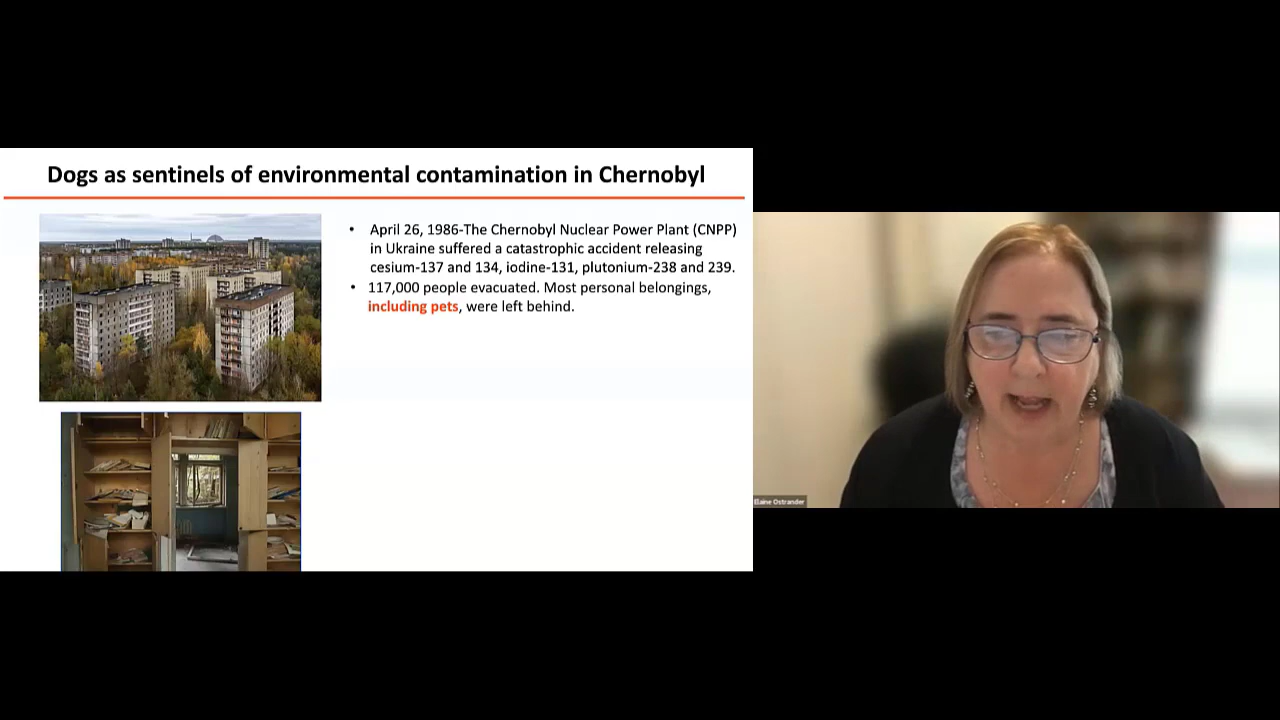 Dogs as sentinels of environmental contamination in Chernobyl
• April 26, 1986-The Chernobyl Nuclear Power Plant (CNPP)
in Ukraine suffered a catastrophic accident releasing
cesium-137 and 134, iodine-131, plutonium-238 and 239.
• 117,000 people evacuated. Most personal belongings,
including pets, were left behind.
Elaine Ostrander